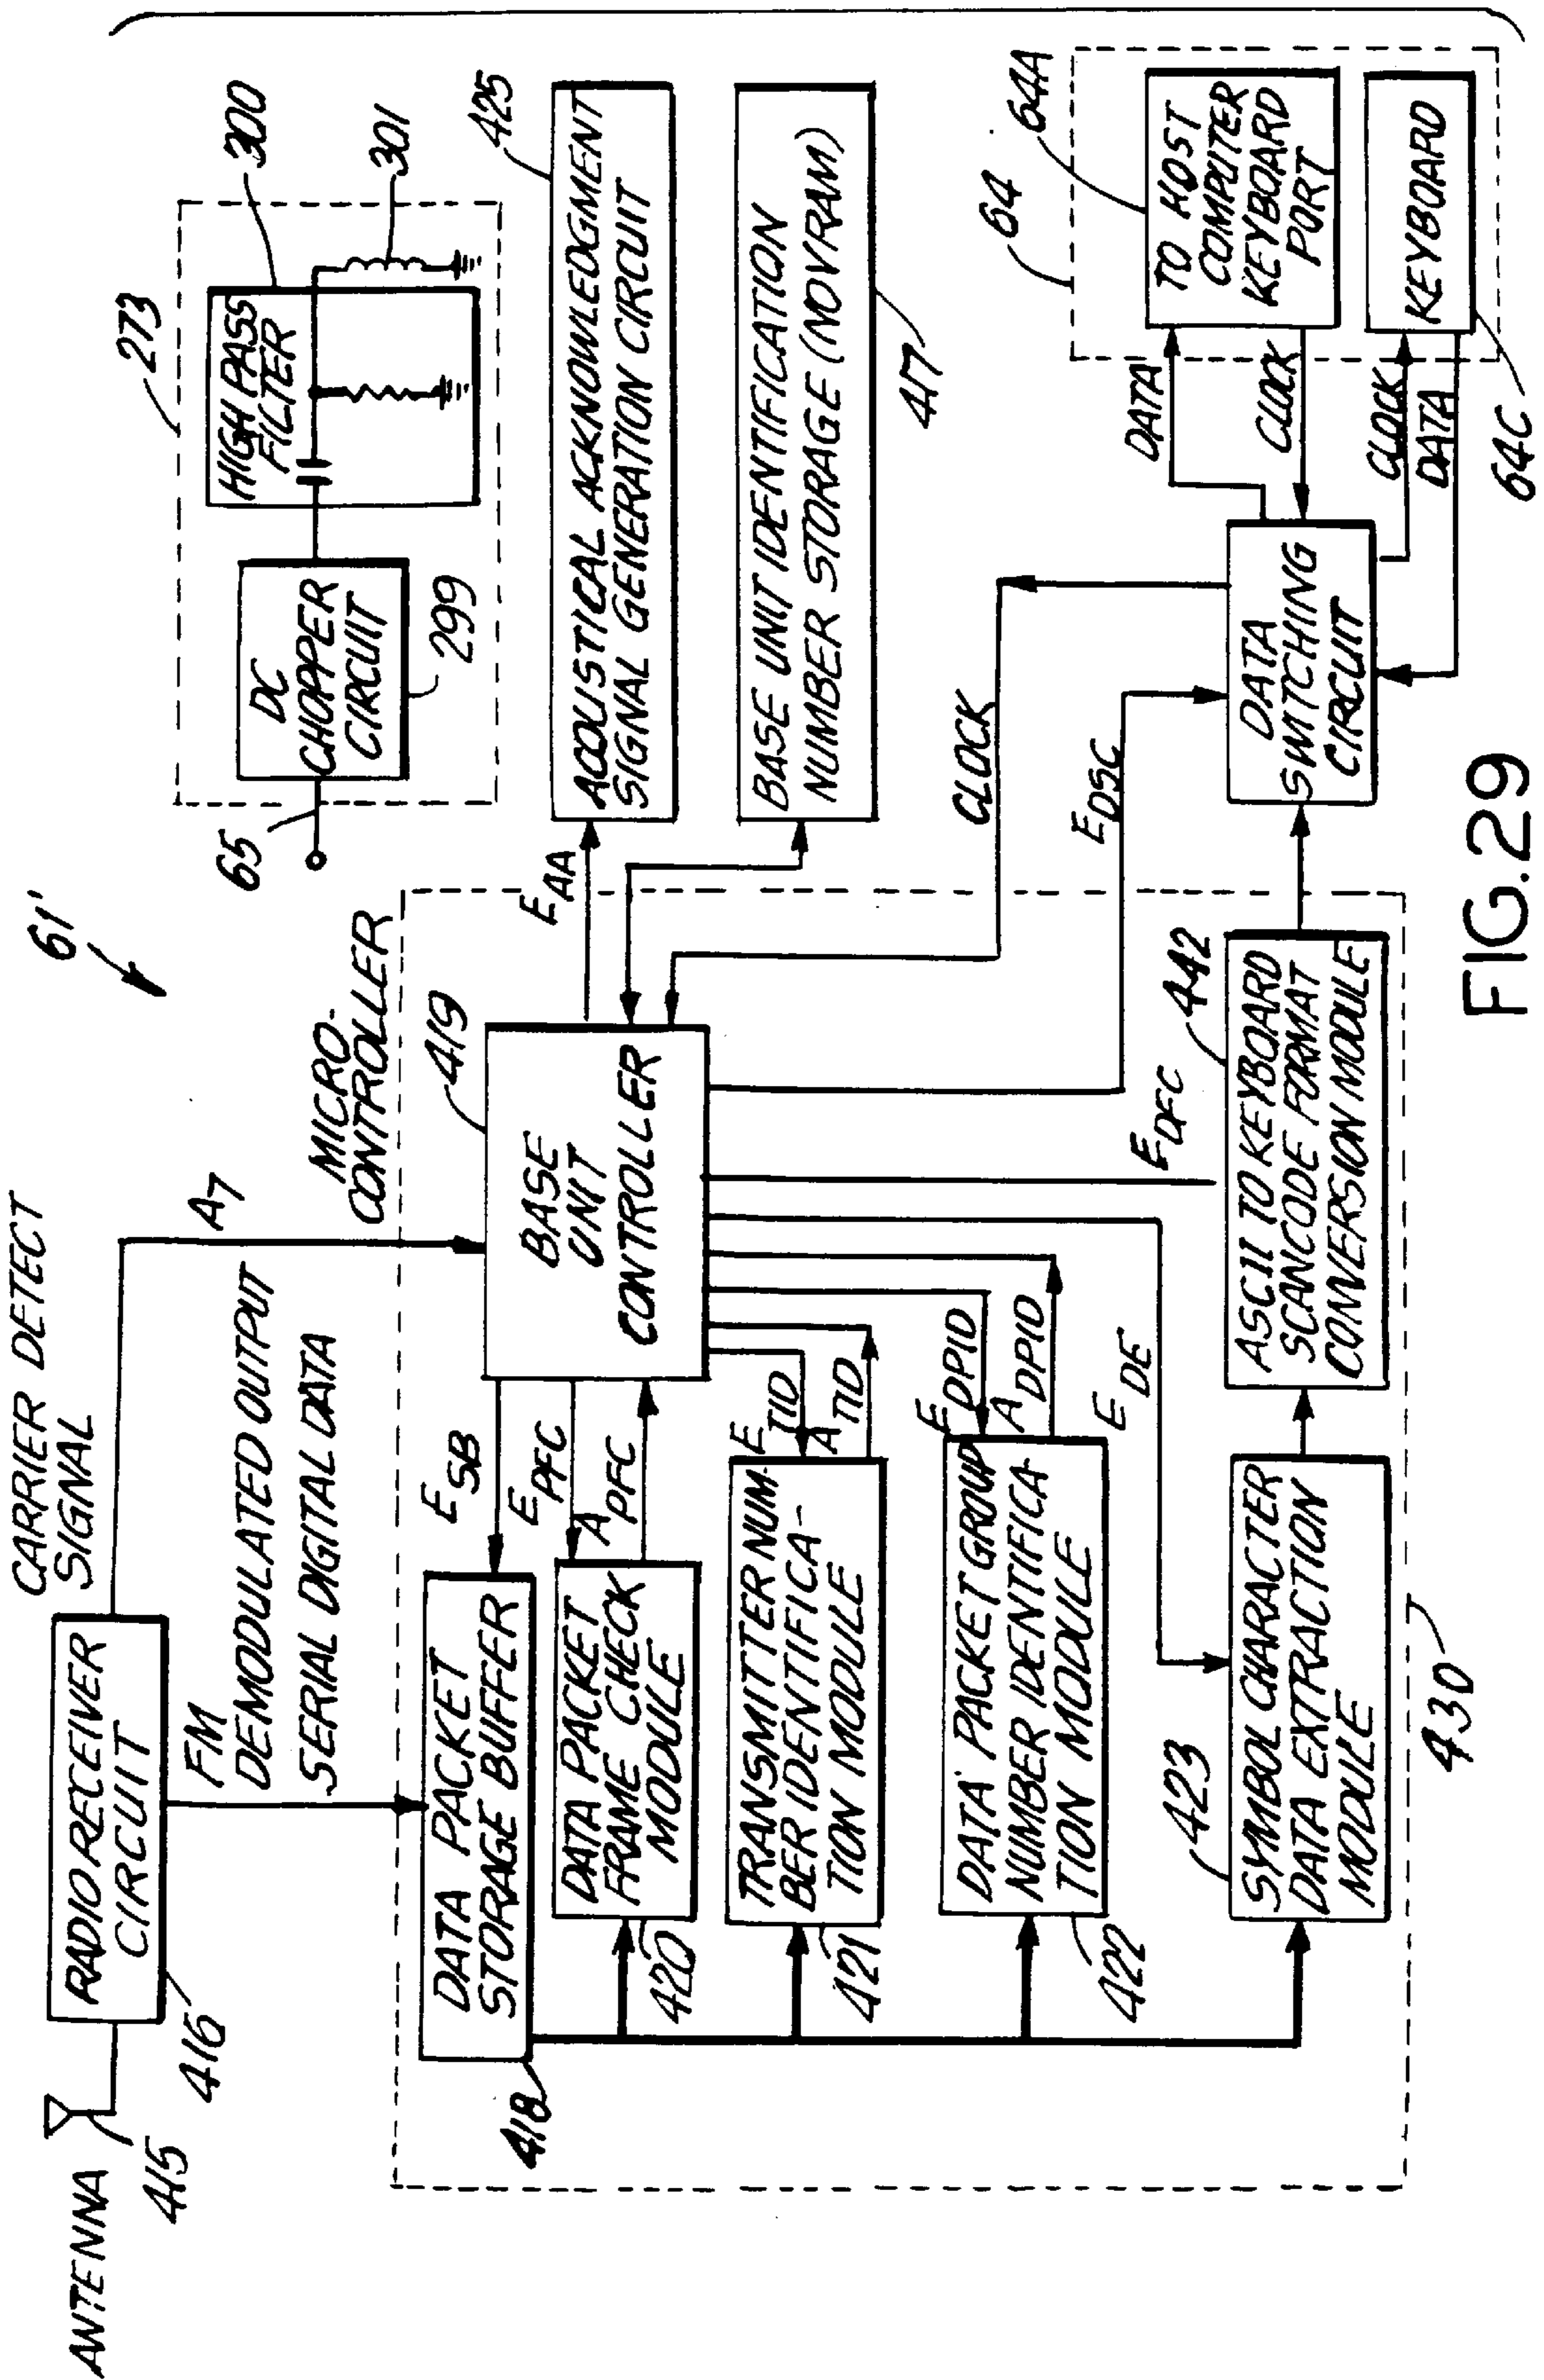 61'
ANTENNA
415
416
RADIO RECEIVER
CIRCUIT
CARRIER DETECT
SIGNAL
A7
FM
DEMODULATED OUTPUT
SERIAL DIGITAL DATA
MICRO-
CONTROLLER
418
DATA PACKET
STORAGE BUFFER
ESB
420
DATA PACKET
FRAME CHECK
MODULE
EPFC
APFC
421
TRANSMITTER NUM-
BER IDENTIFICA-
TION MODULE
ETID
ATID
422
DATA PACKET GROUP
NUMBER IDENTIFICA-
TION MODULE
EDPID
ADPID
423
SYMBOL CHARACTER
DATA EXTRACTION
MODULE
EDE
430
419
BASE
UNIT
CONTROLLER
EDFC
442
ASCII TO KEYBOARD
SCANCODE FORMAT
CONVERSION MODULE
65
273
DC
CHOPPER
CIRCUIT
299
HIGH PASS
FILTER
300
301
EAA
ACOUSTICAL ACKNOWLEDGMENT
SIGNAL GENERATION CIRCUIT
425
BASE UNIT IDENTIFICATION
NUMBER STORAGE (NOVRAM)
417
CLOCK
EDSC
DATA
SWITCHING
CIRCUIT
DATA
CLOCK
CLOCK
DATA
64
64A
TO HOST
COMPUTER
KEYBOARD
PORT
KEYBOARD
64C
FIG.29